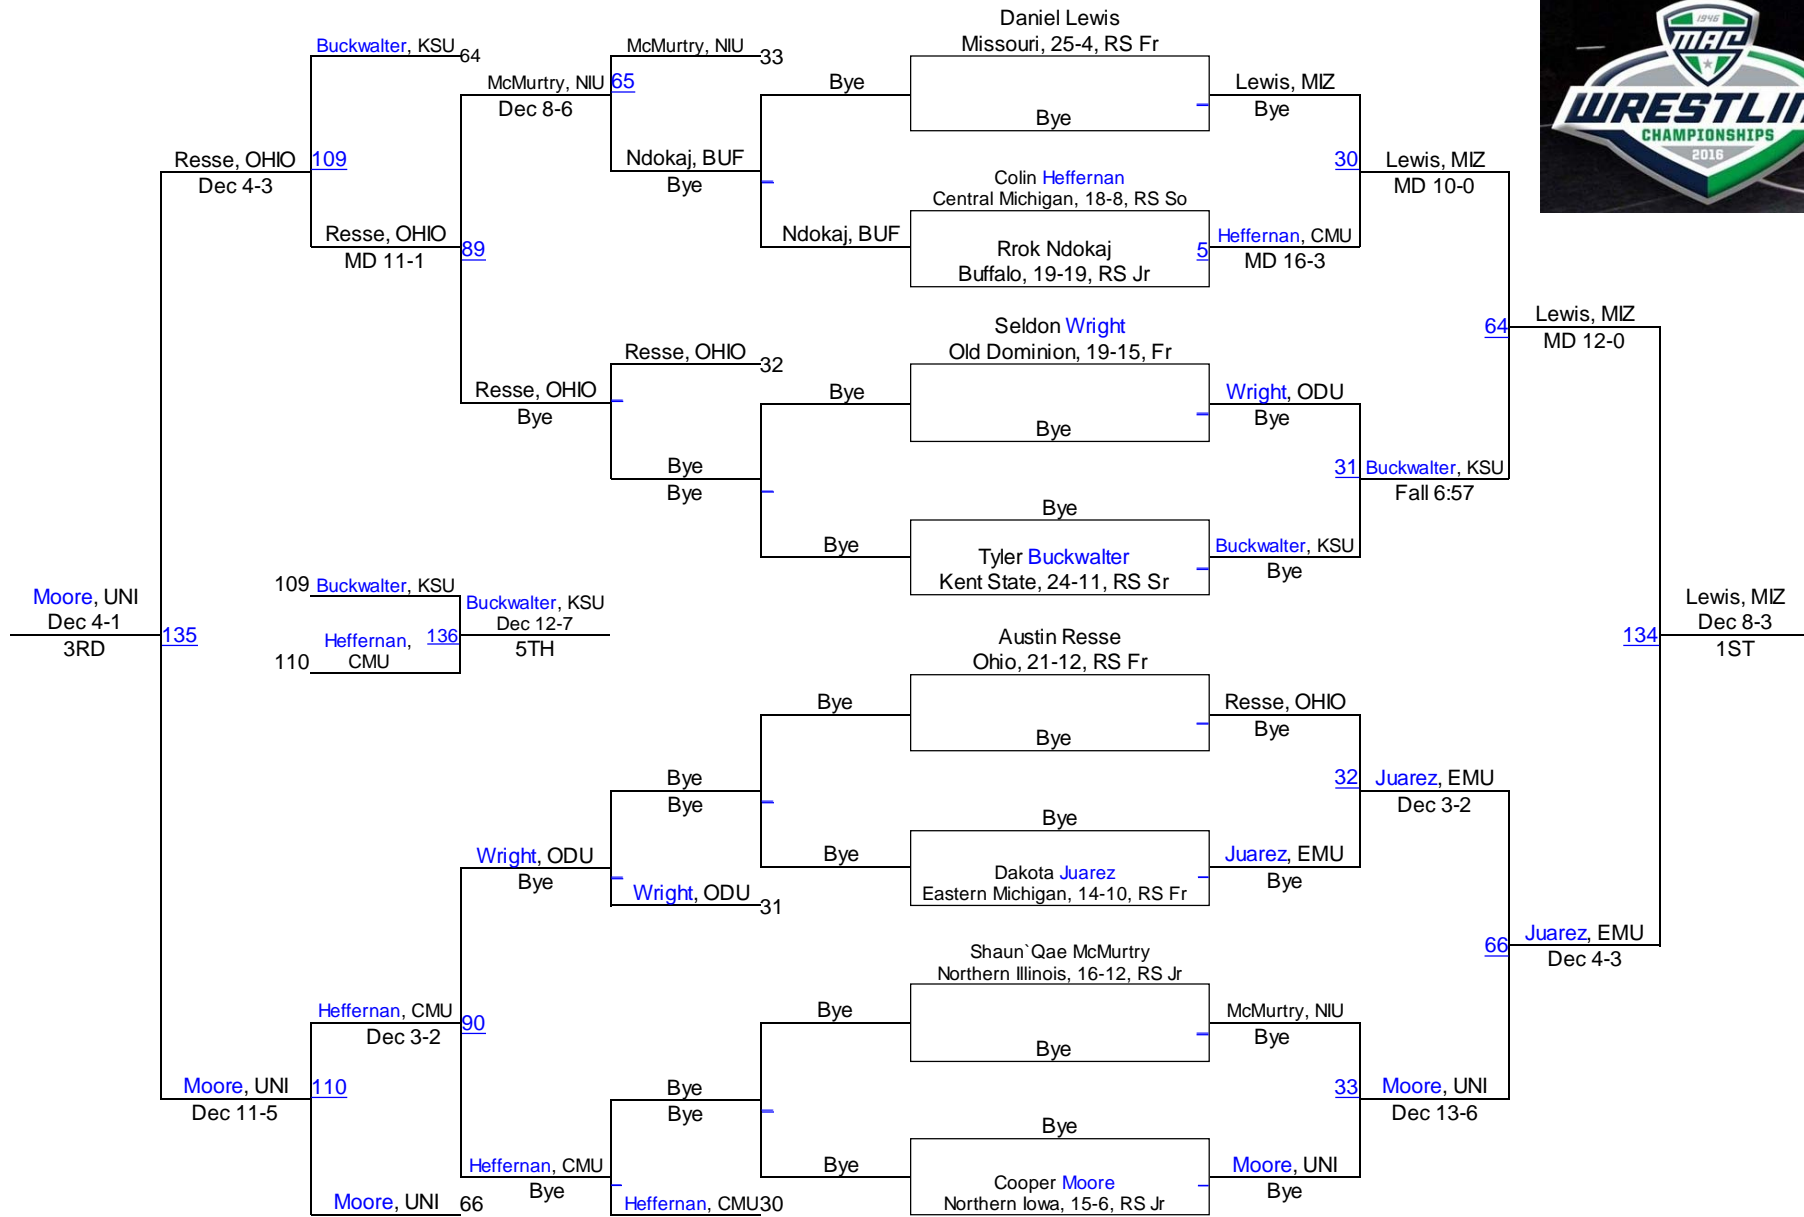 1946
MAC
WRESTLIN
CHAMPIONSHIPS
2016
Buckwalter, KSU
64
Resse, OHIO
109
Dec 4-3
Resse, OHIO
MD 11-1
McMurtry, NIU
65
Dec 8-6
89
Resse, OHIO
Bye
McMurtry, NIU
33
Ndokaj, BUF
Bye
Resse, OHIO
32
Bye
Bye
Bye
Ndokaj, BUF
Bye
Bye
Daniel Lewis
Missouri, 25-4, RS Fr
Bye
Colin Heffernan
Central Michigan, 18-8, RS So
Rrok Ndokaj
5
Buffalo, 19-19, RS Jr
Seldon Wright
Old Dominion, 19-15, Fr
Bye
Bye
Tyler Buckwalter
Kent State, 24-11, RS Sr
Lewis, MIZ
Bye
30
Heffernan, CMU
MD 16-3
Lewis, MIZ
MD 10-0
Wright, ODU
Bye
31
Buckwalter, KSU
Bye
Buckwalter, KSU
Fall 6:57
64
Lewis, MIZ
MD 12-0
Moore, UNI
Dec 4-1
3RD
135
109
Buckwalter, KSU
Heffernan,
CMU
110
136
Buckwalter, KSU
Dec 12-7
5TH
134
Lewis, MIZ
Dec 8-3
1ST
Austin Resse
Ohio, 21-12, RS Fr
Bye
Bye
Dakota Juarez
Eastern Michigan, 14-10, RS Fr
Shaun`Qae McMurtry
Northern Illinois, 16-12, RS Jr
Bye
Bye
Cooper Moore
Northern Iowa, 15-6, RS Jr
Resse, OHIO
Bye
32
Juarez, EMU
Bye
Juarez, EMU
Dec 3-2
66
Juarez, EMU
Dec 4-3
McMurtry, NIU
Bye
33
Moore, UNI
Bye
Moore, UNI
Dec 13-6
Bye
Bye
Bye
Bye
Bye
Bye
Wright, ODU
31
Bye
Bye
Heffernan, CMU
30
Wright, ODU
Bye
90
Heffernan, CMU
Bye
Heffernan, CMU
Dec 3-2
110
Moore, UNI
66
Moore, UNI
Dec 11-5